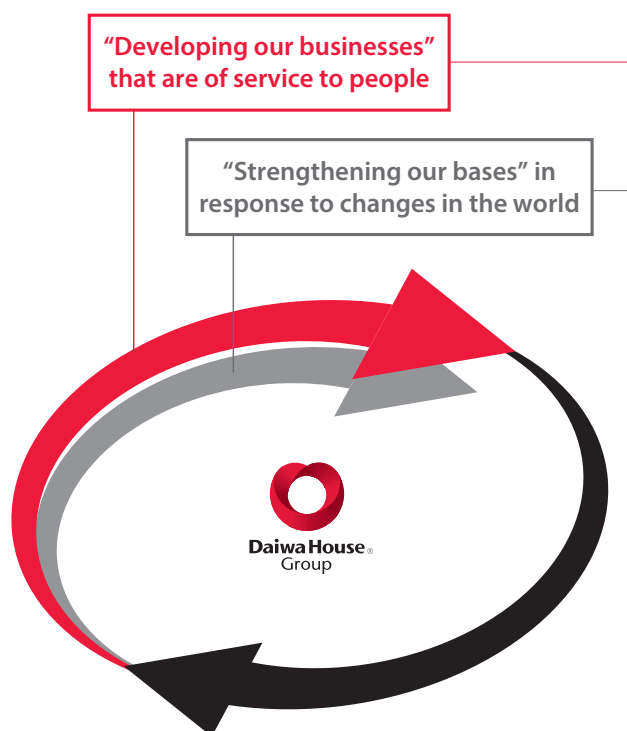 “Developing our businesses”
that are of service to people
“Strengthening our bases” in
response to changes in the world
Daiwa House®
Group